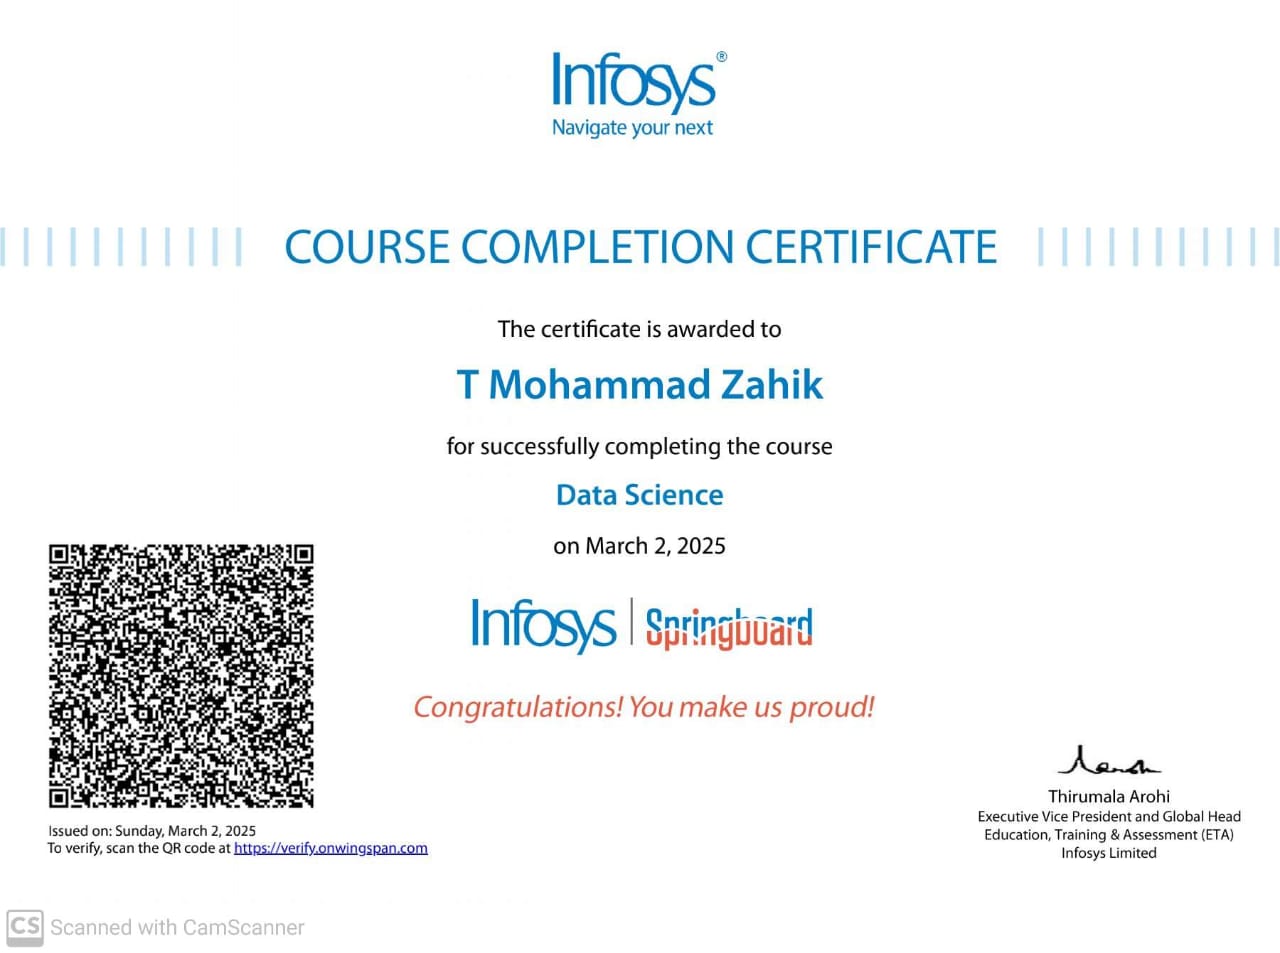 Infosys®
Navigate your next
COURSE COMPLETION CERTIFICATE
The certificate is awarded to
T Mohammad Zahik
for successfully completing the course
Data Science
on March 2, 2025
Infosys | Springboard
Congratulations! You make us proud!
Issued on: Sunday, March 2, 2025
To verify, scan the QR code at https://verify.onwingspan.com
Thirumala Arohi
Executive Vice President and Global Head
Education, Training & Assessment (ETA)
Infosys Limited
CS Scanned with CamScanner